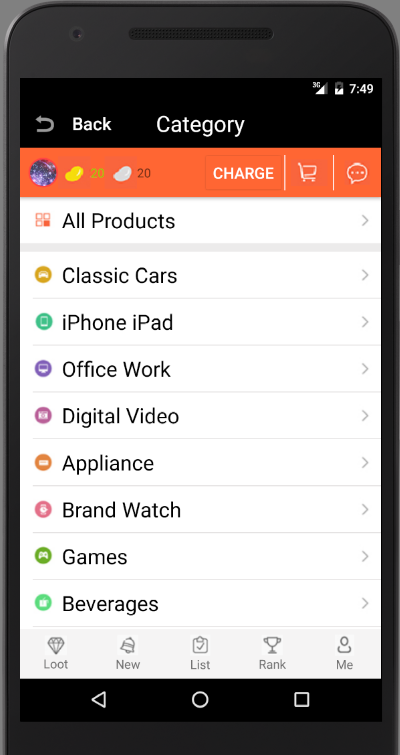 3G 7:49
Back Category
20 20 CHARGE
All Products
Classic Cars
iPhone iPad
Office Work
Digital Video
Appliance
Brand Watch
Games
Beverages
Loot New List Rank Me